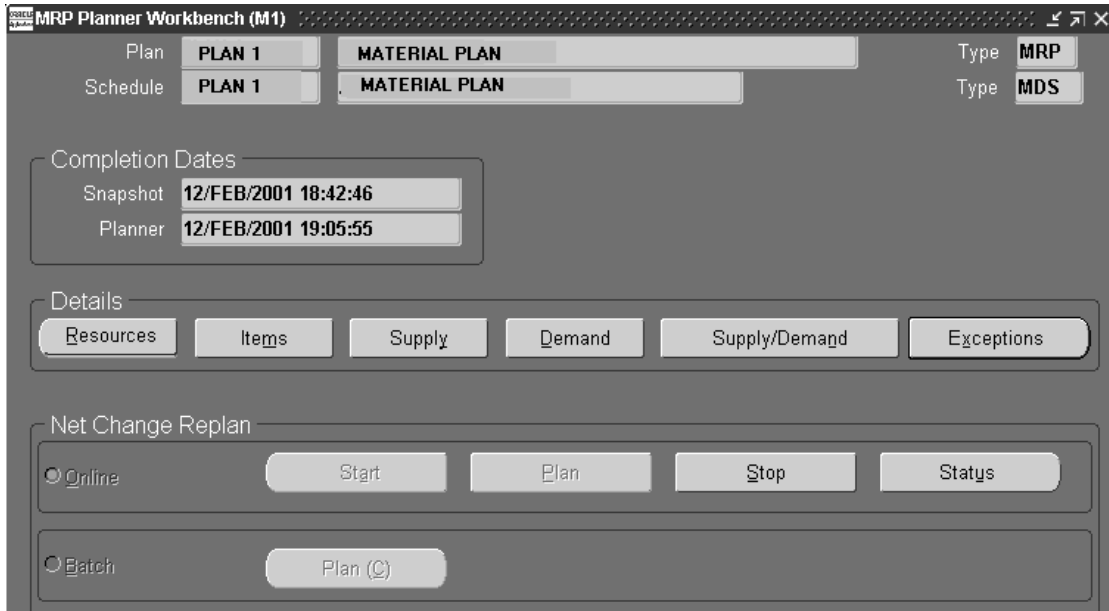 ORACLE
MRP Planner Workbench (M1)
Plan PLAN 1 MATERIAL PLAN Type MRP
Schedule PLAN 1 . MATERIAL PLAN Type MDS
Completion Dates
Snapshot 12/FEB/2001 18:42:46
Planner 12/FEB/2001 19:05:55
Details
Resources Items Supply Demand Supply/Demand Exceptions
Net Change Replan
Online Start Plan Stop Status
Batch Plan (C)